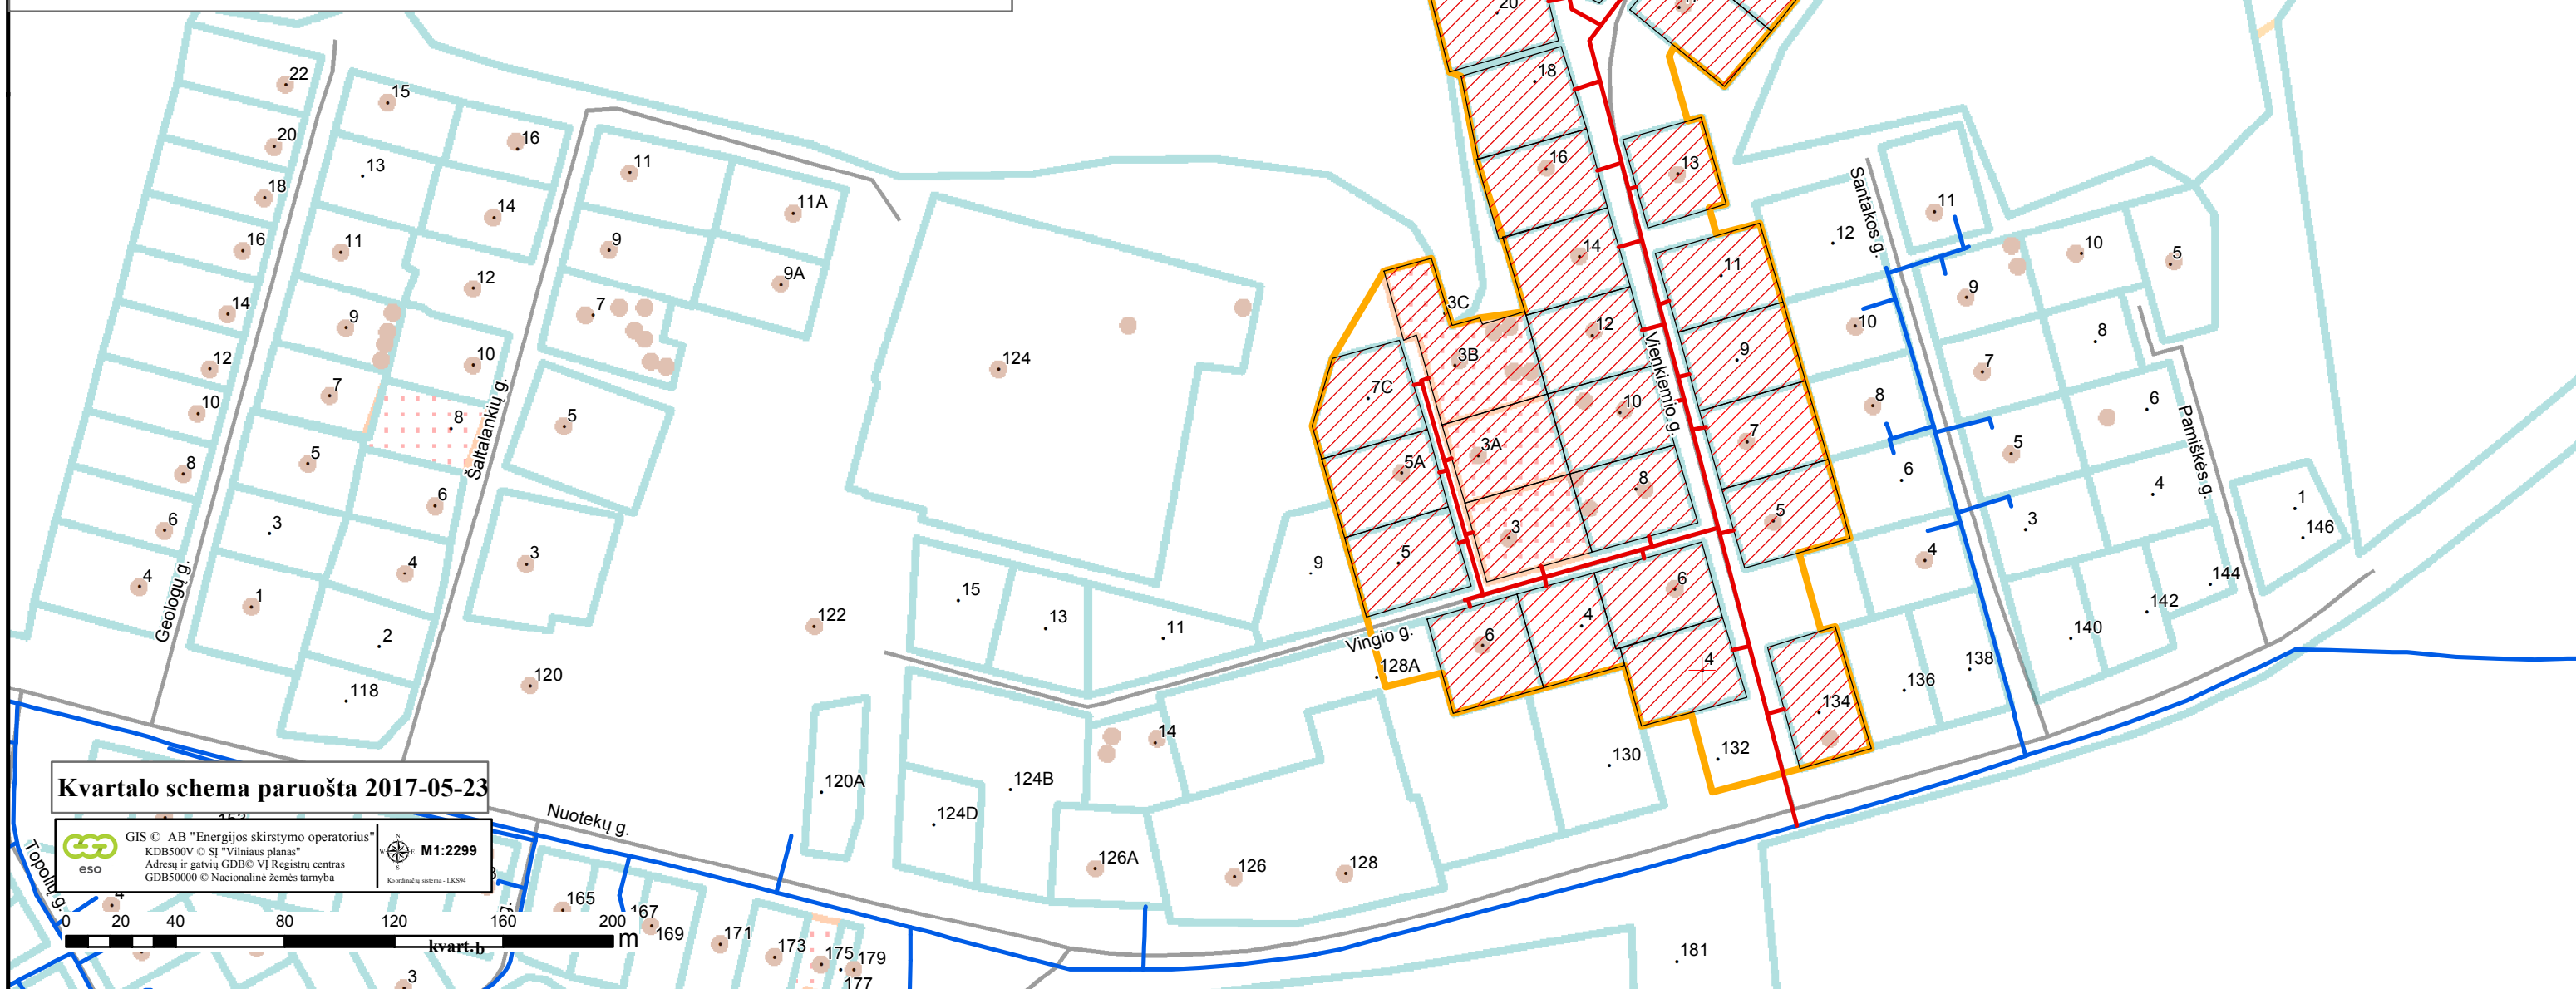 20
22
18
15
16
20
11
16
13
13
18
14
11A
11
16
11
9
14
12
10
5
12
9A
11
14
9
7
3C
9
12
10
8
12
3B
9
124
7
10
7
7C
10
6
10
8
5
8
7
5
8
5
3A
5A
8
6
4
6
6
5
1
3
3
3
146
4
3
9
5
4
4
1
15
6
144
122
13
11
4
142
2
6
140
128A
4
138
118
120
136
134
14
132
130
120A
124B
124D
126A
126
128
Geologų g.
Šaltalankių g.
Vienkiemio g.
Santakos g.
Pamiškės g.
Vingio g.
Nuotekų g.
Topolių g.
Kvartalo schema paruošta 2017-05-23
GIS © AB "Energijos skirstymo operatorius"
KDB500V © SĮ "Vilniaus planas"
Adresų ir gatvių GDB© VĮ Registrų centras
GDB50000 © Nacionalinė žemės tarnyba
eso
N
W E
S
M1:2299
Koordinačių sistema - LKS94
4
165
167
169
171
173
175
179
177
181
0 20 40 80 120 160 200 m
kvart.b
3